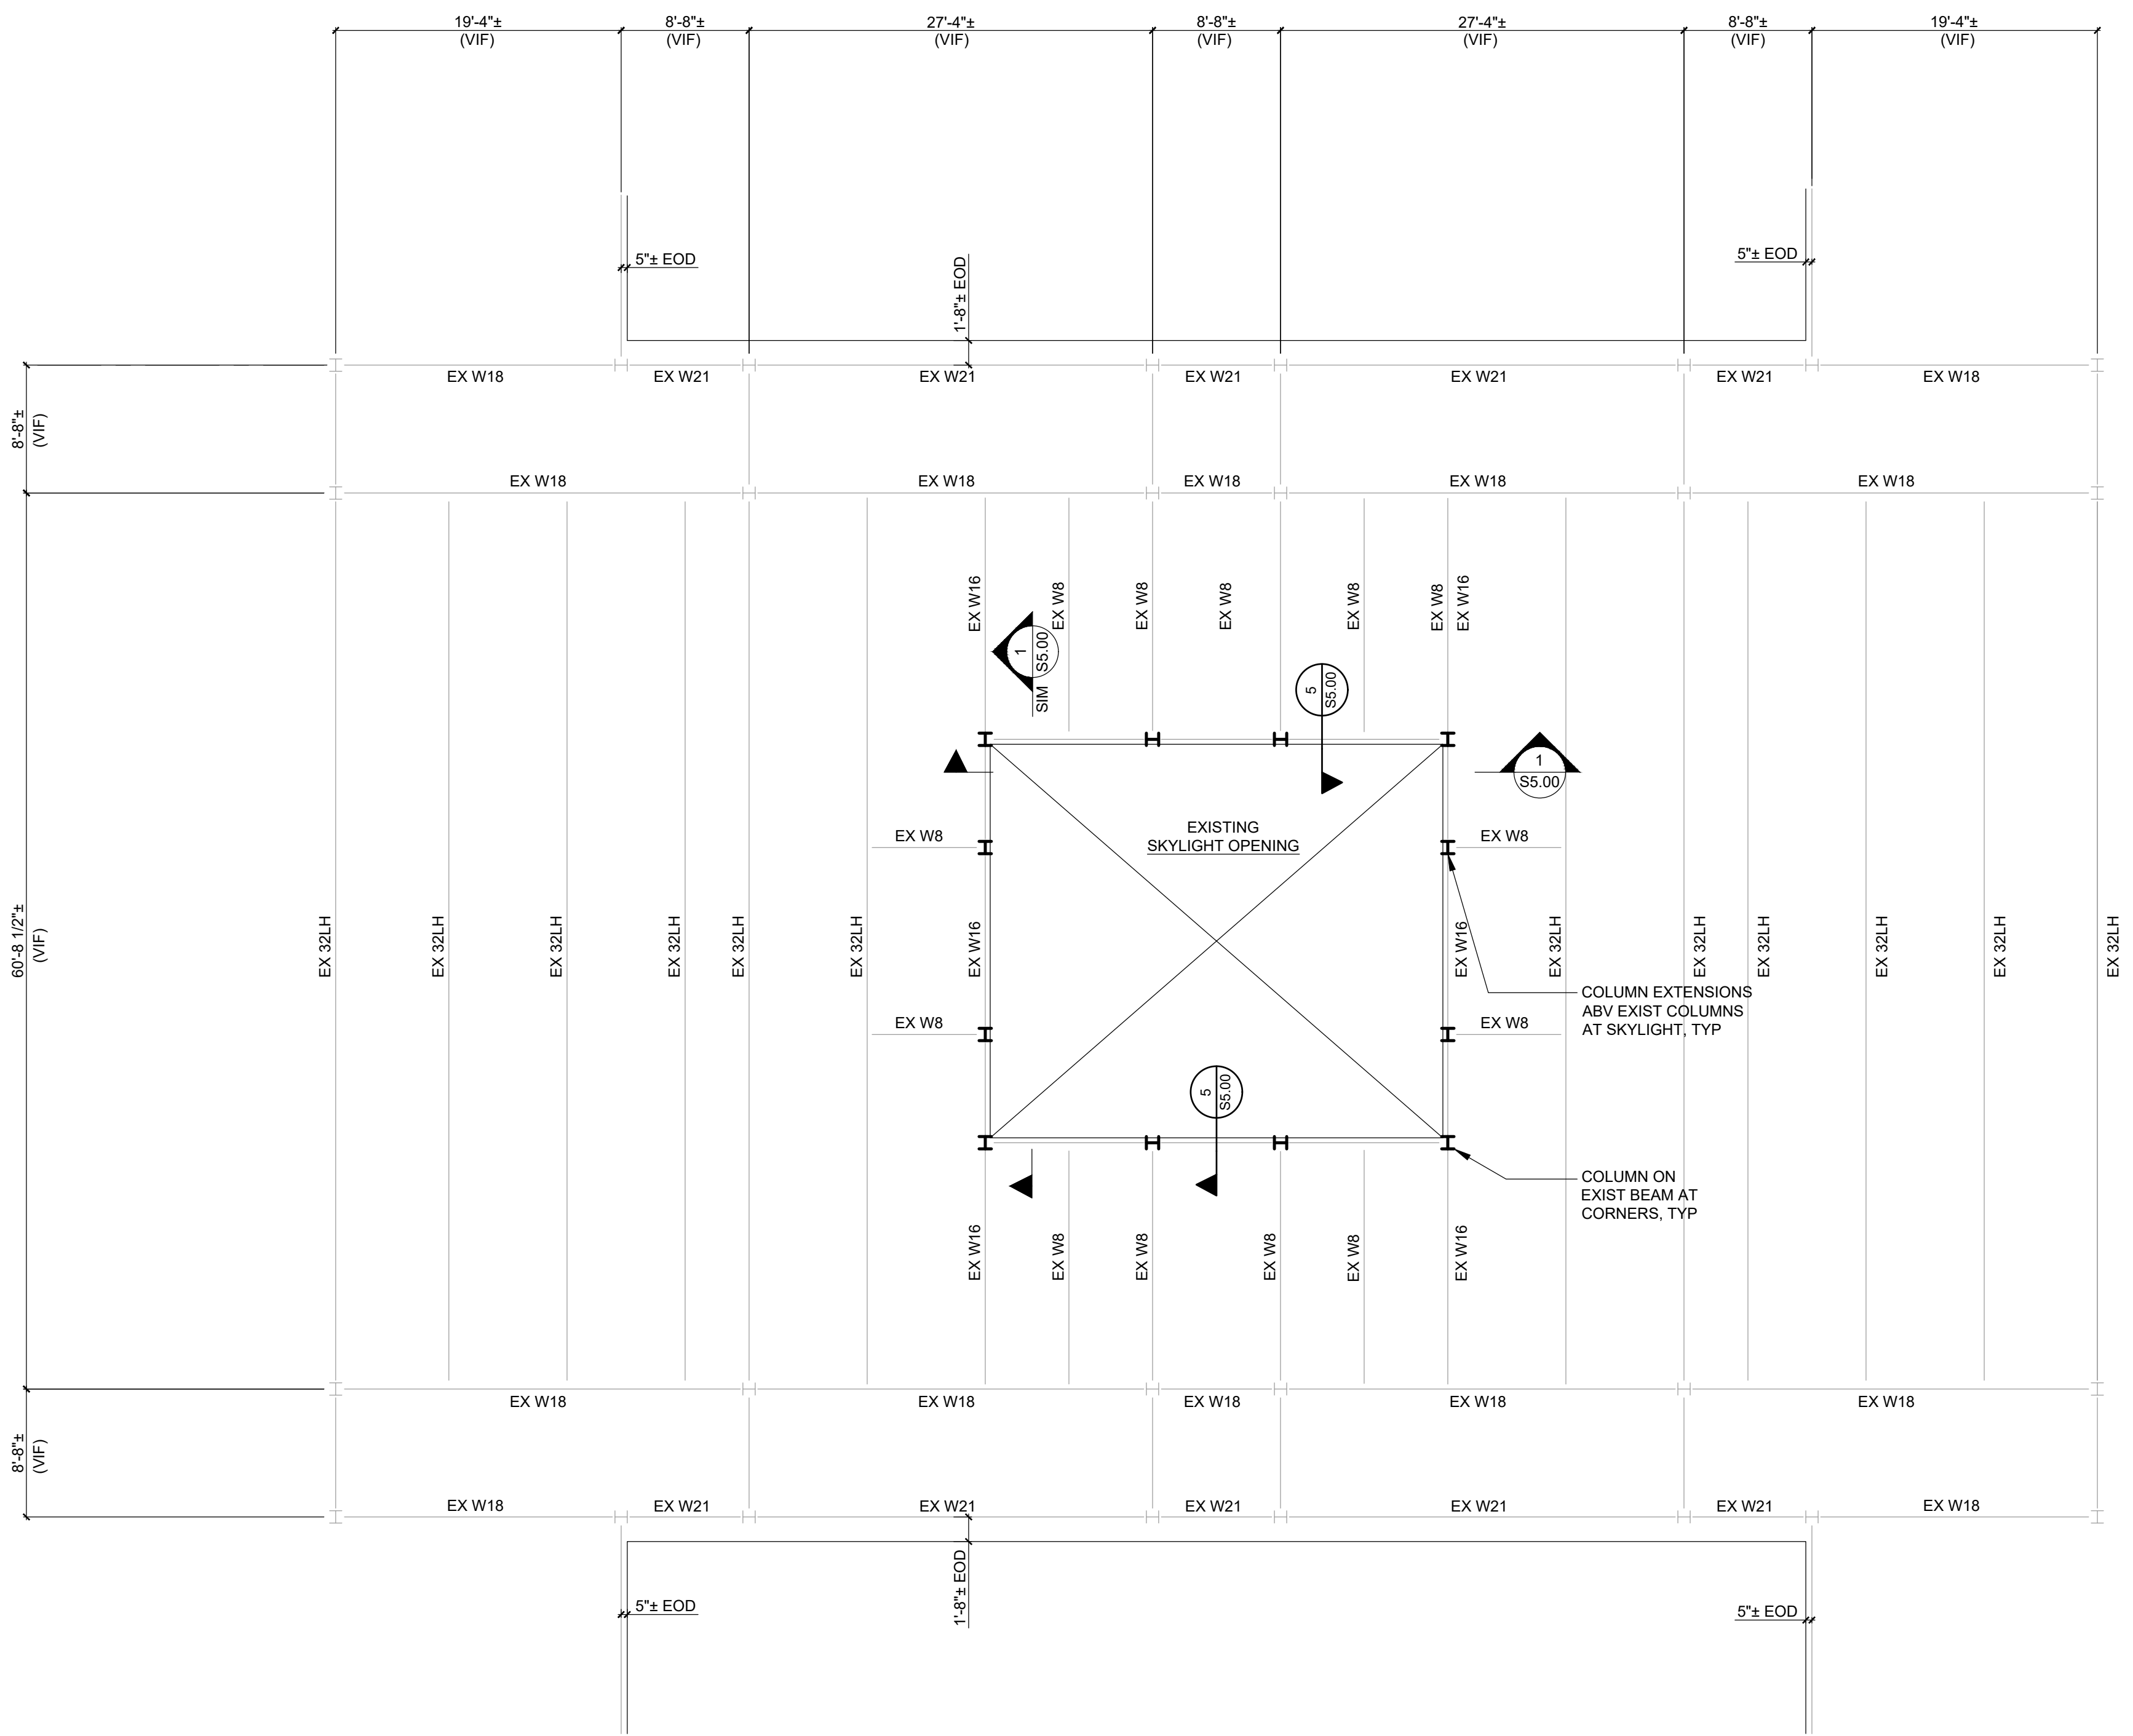 19'-4"±
(VIF)
8'-8"±
(VIF)
27'-4"±
(VIF)
8'-8"±
(VIF)
27'-4"±
(VIF)
8'-8"±
(VIF)
19'-4"±
(VIF)
5"± EOD
1'-8"± EOD
5"± EOD
EX W18
EX W21
EX W21
EX W21
EX W21
EX W21
EX W18
8'-8"±
(VIF)
EX W18
EX W18
EX W18
EX W18
EX W18
EX W16
EX W8
EX W8
EX W8
EX W8
EX W8
EX W16
1
S5.00
SIM
5
S5.00
1
S5.00
EXISTING
SKYLIGHT OPENING
EX W8
EX W8
60'-8 1/2"±
(VIF)
EX 32LH
EX 32LH
EX 32LH
EX 32LH
EX 32LH
EX 32LH
EX W16
EX W16
EX 32LH
EX 32LH
EX 32LH
EX 32LH
EX 32LH
EX 32LH
COLUMN EXTENSIONS
ABV EXIST COLUMNS
AT SKYLIGHT, TYP
EX W8
EX W8
5
S5.00
COLUMN ON
EXIST BEAM AT
CORNERS, TYP
EX W16
EX W8
EX W8
EX W8
EX W8
EX W16
EX W18
EX W18
EX W18
EX W18
EX W18
8'-8"±
(VIF)
EX W18
EX W21
EX W21
EX W21
EX W21
EX W21
EX W18
5"± EOD
1'-8"± EOD
5"± EOD